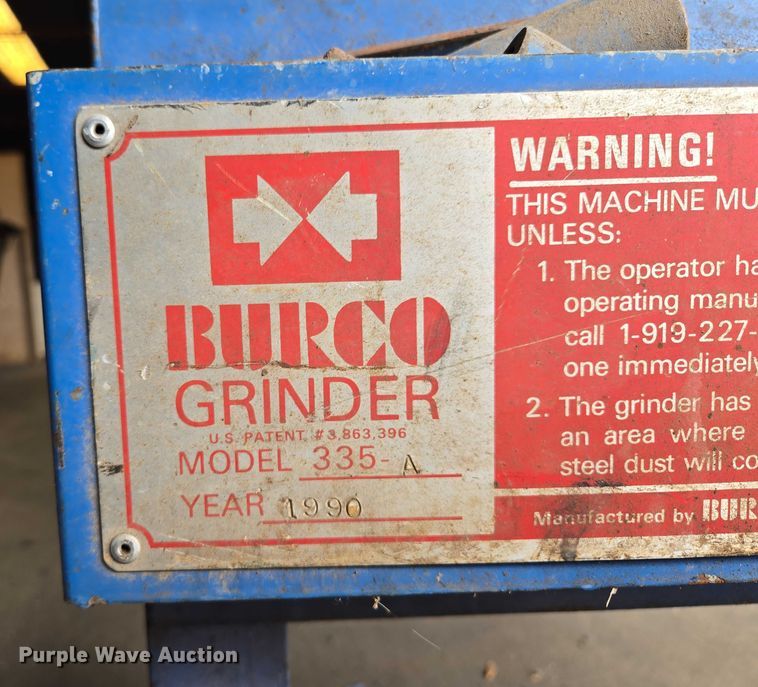 BURCO
GRINDER
U.S. PATENT #3,863,396
MODEL 335-A
YEAR 1990
WARNING!
THIS MACHINE MU
UNLESS:
1. The operator ha
operating manu
call 1-919-227-
one immediately
2. The grinder has
an area where
steel dust will co
Manufactured by BUR
Purple Wave Auction